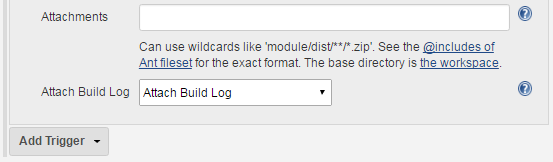 Attachments
Can use wildcards like 'module/dist/**/*.zip'. See the @includes of
Ant fileset for the exact format. The base directory is the workspace.
Attach Build Log Attach Build Log
Add Trigger